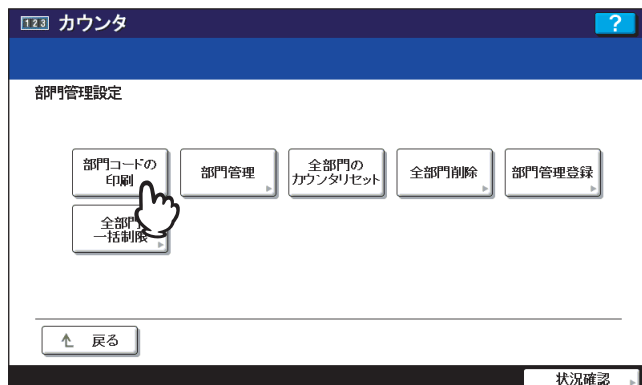 123 カウンタ
?
部門管理設定
部門コードの
印刷
部門管理
全部門の
カウンタリセット
全部門削除
部門管理登録
全部門
一括制限
戻る
状況確認